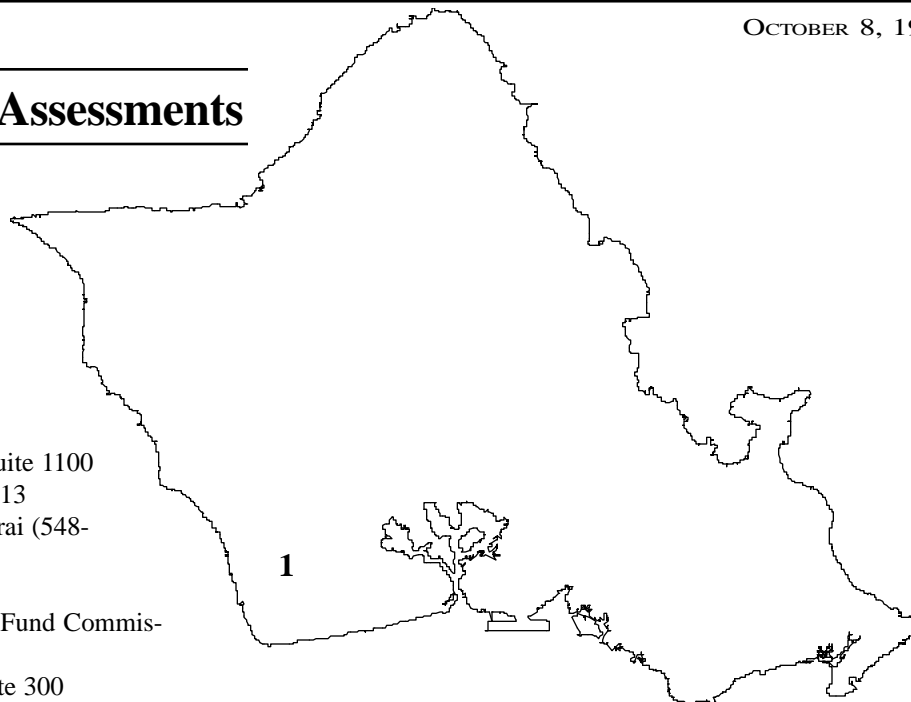 OCTOBER 8, 19
Assessments
uite 1100
13
rai (548-
1
Fund Commis-
te 300